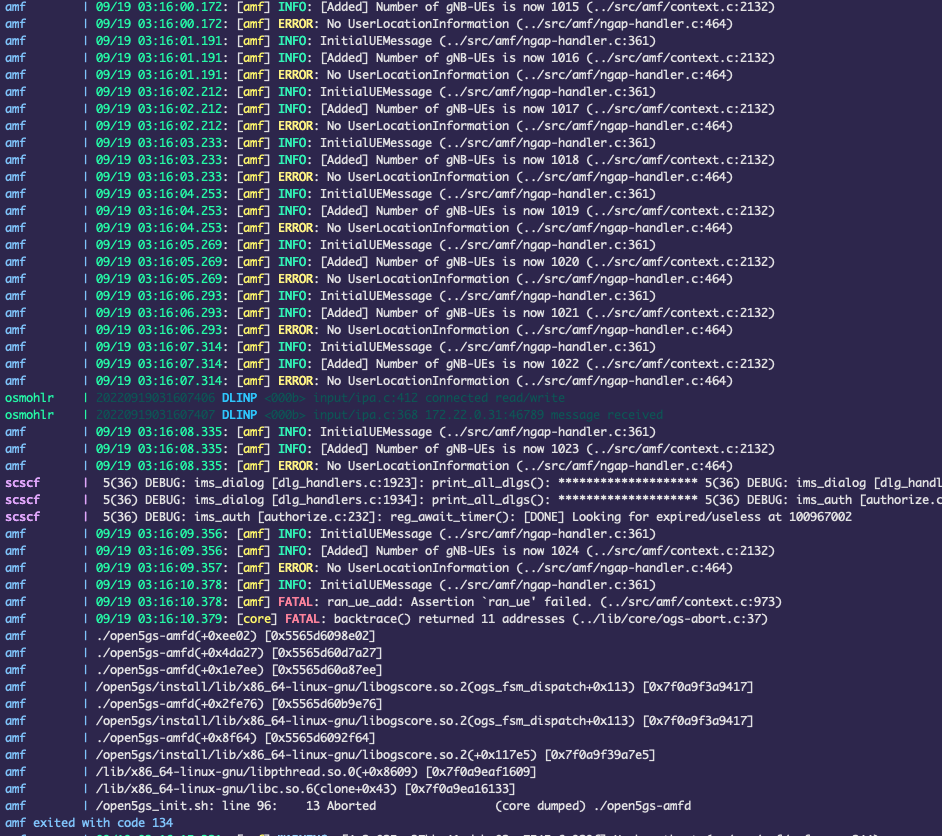 amf | 09/19 03:16:00.172: [amf] INFO: [Added] Number of gNB-UEs is now 1015 (../src/amf/context.c:2132)
amf | 09/19 03:16:00.172: [amf] ERROR: No UserLocationInformation (../src/amf/ngap-handler.c:464)
amf | 09/19 03:16:01.191: [amf] INFO: InitialUEMessage (../src/amf/ngap-handler.c:361)
amf | 09/19 03:16:01.191: [amf] INFO: [Added] Number of gNB-UEs is now 1016 (../src/amf/context.c:2132)
amf | 09/19 03:16:01.191: [amf] ERROR: No UserLocationInformation (../src/amf/ngap-handler.c:464)
amf | 09/19 03:16:02.212: [amf] INFO: InitialUEMessage (../src/amf/ngap-handler.c:361)
amf | 09/19 03:16:02.212: [amf] INFO: [Added] Number of gNB-UEs is now 1017 (../src/amf/context.c:2132)
amf | 09/19 03:16:02.212: [amf] ERROR: No UserLocationInformation (../src/amf/ngap-handler.c:464)
amf | 09/19 03:16:03.233: [amf] INFO: InitialUEMessage (../src/amf/ngap-handler.c:361)
amf | 09/19 03:16:03.233: [amf] INFO: [Added] Number of gNB-UEs is now 1018 (../src/amf/context.c:2132)
amf | 09/19 03:16:03.233: [amf] ERROR: No UserLocationInformation (../src/amf/ngap-handler.c:464)
amf | 09/19 03:16:04.253: [amf] INFO: InitialUEMessage (../src/amf/ngap-handler.c:361)
amf | 09/19 03:16:04.253: [amf] INFO: [Added] Number of gNB-UEs is now 1019 (../src/amf/context.c:2132)
amf | 09/19 03:16:04.253: [amf] ERROR: No UserLocationInformation (../src/amf/ngap-handler.c:464)
amf | 09/19 03:16:05.269: [amf] INFO: InitialUEMessage (../src/amf/ngap-handler.c:361)
amf | 09/19 03:16:05.269: [amf] INFO: [Added] Number of gNB-UEs is now 1020 (../src/amf/context.c:2132)
amf | 09/19 03:16:05.269: [amf] ERROR: No UserLocationInformation (../src/amf/ngap-handler.c:464)
amf | 09/19 03:16:06.293: [amf] INFO: InitialUEMessage (../src/amf/ngap-handler.c:361)
amf | 09/19 03:16:06.293: [amf] INFO: [Added] Number of gNB-UEs is now 1021 (../src/amf/context.c:2132)
amf | 09/19 03:16:06.293: [amf] ERROR: No UserLocationInformation (../src/amf/ngap-handler.c:464)
amf | 09/19 03:16:07.314: [amf] INFO: InitialUEMessage (../src/amf/ngap-handler.c:361)
amf | 09/19 03:16:07.314: [amf] INFO: [Added] Number of gNB-UEs is now 1022 (../src/amf/context.c:2132)
amf | 09/19 03:16:07.314: [amf] ERROR: No UserLocationInformation (../src/amf/ngap-handler.c:464)
osmohlr | 20220919031607406 DLINP <000b> input/ipa.c:412 connected read/write
osmohlr | 20220919031607407 DLINP <000b> input/ipa.c:368 172.22.0.31:46789 message received
amf | 09/19 03:16:08.335: [amf] INFO: InitialUEMessage (../src/amf/ngap-handler.c:361)
amf | 09/19 03:16:08.335: [amf] INFO: [Added] Number of gNB-UEs is now 1023 (../src/amf/context.c:2132)
amf | 09/19 03:16:08.335: [amf] ERROR: No UserLocationInformation (../src/amf/ngap-handler.c:464)
scscf | 5(36) DEBUG: ims_dialog [dlg_handlers.c:1923]: print_all_dlgs(): ******************** 5(36) DEBUG: ims_dialog [dlg_handl
scscf | 5(36) DEBUG: ims_dialog [dlg_handlers.c:1934]: print_all_dlgs(): ******************** 5(36) DEBUG: ims_auth [authorize.c
scscf | 5(36) DEBUG: ims_auth [authorize.c:232]: reg_await_timer(): [DONE] Looking for expired/useless at 100967002
amf | 09/19 03:16:09.356: [amf] INFO: InitialUEMessage (../src/amf/ngap-handler.c:361)
amf | 09/19 03:16:09.356: [amf] INFO: [Added] Number of gNB-UEs is now 1024 (../src/amf/context.c:2132)
amf | 09/19 03:16:09.357: [amf] ERROR: No UserLocationInformation (../src/amf/ngap-handler.c:464)
amf | 09/19 03:16:10.378: [amf] INFO: InitialUEMessage (../src/amf/ngap-handler.c:361)
amf | 09/19 03:16:10.378: [amf] FATAL: ran_ue_add: Assertion `ran_ue' failed. (../src/amf/context.c:973)
amf | 09/19 03:16:10.379: [core] FATAL: backtrace() returned 11 addresses (../lib/core/ogs-abort.c:37)
amf | ./open5gs-amfd(+0xee02) [0x5565d6098e02]
amf | ./open5gs-amfd(+0x4da27) [0x5565d60d7a27]
amf | ./open5gs-amfd(+0x1e7ee) [0x5565d60a87ee]
amf | /open5gs/install/lib/x86_64-linux-gnu/libogscore.so.2(ogs_fsm_dispatch+0x113) [0x7f0a9f3a9417]
amf | ./open5gs-amfd(+0x2fe76) [0x5565d60b9e76]
amf | /open5gs/install/lib/x86_64-linux-gnu/libogscore.so.2(ogs_fsm_dispatch+0x113) [0x7f0a9f3a9417]
amf | ./open5gs-amfd(+0x8f64) [0x5565d6092f64]
amf | /open5gs/install/lib/x86_64-linux-gnu/libogscore.so.2(+0x117e5) [0x7f0a9f39a7e5]
amf | /lib/x86_64-linux-gnu/libpthread.so.0(+0x8609) [0x7f0a9eaf1609]
amf | /lib/x86_64-linux-gnu/libc.so.6(clone+0x43) [0x7f0a9ea16133]
amf | /open5gs_init.sh: line 96: 13 Aborted (core dumped) ./open5gs-amfd
amf exited with code 134